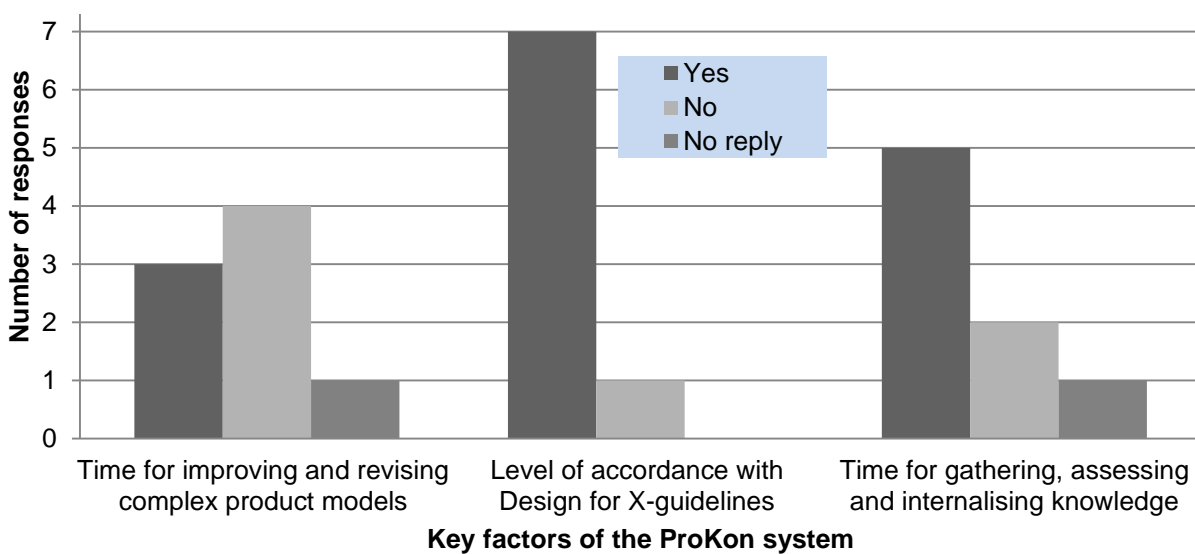 Number of responses
7
6
5
4
3
2
1
0
Yes
No
No reply
Time for improving and revising
complex product models
Level of accordance with
Design for X-guidelines
Time for gathering, assessing
and internalising knowledge
Key factors of the ProKon system